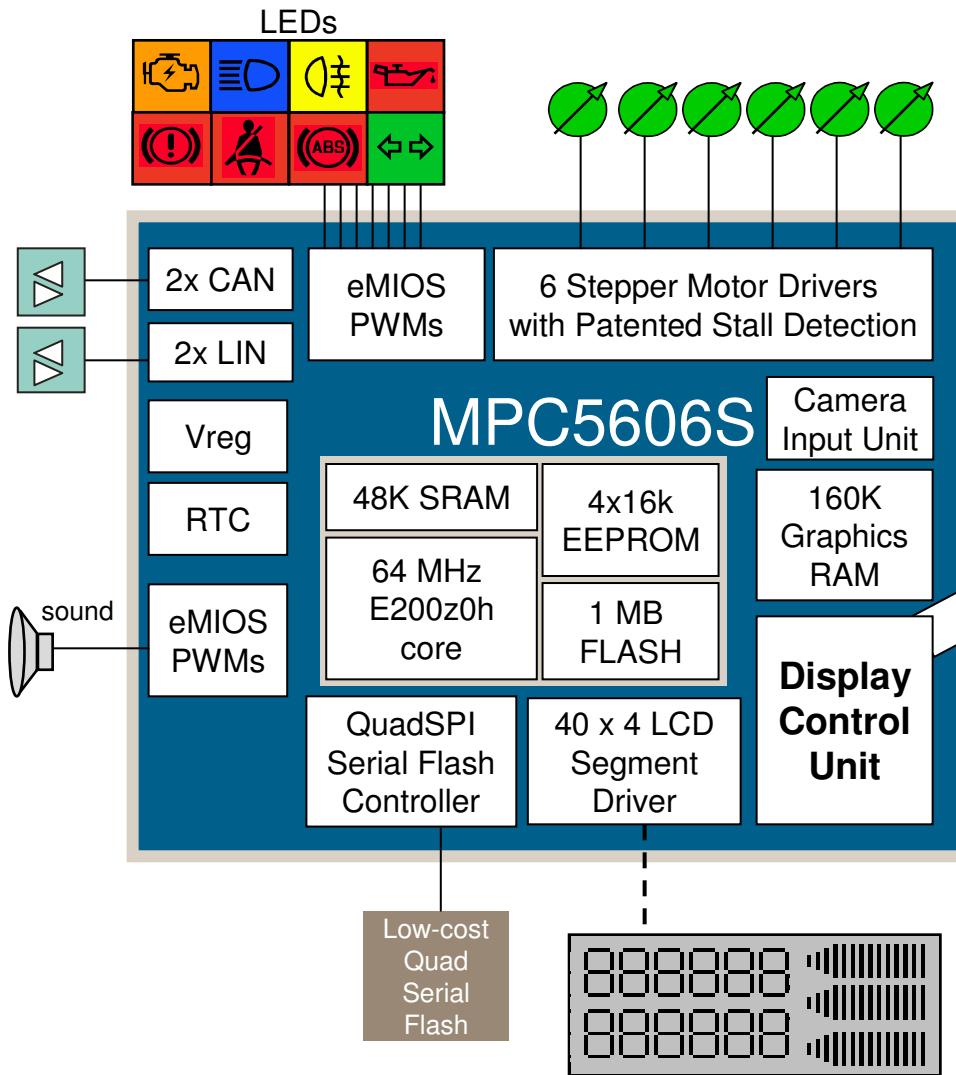 LEDs
ABS
2x CAN
eMIOS
PWMs
6 Stepper Motor Drivers
with Patented Stall Detection
2x LIN
MPC5606S
Camera
Input Unit
Vreg
48K SRAM
4x16k
EEPROM
160K
Graphics
RAM
RTC
64 MHz
E200z0h
core
1 MB
FLASH
sound
eMIOS
PWMs
Display
Control
Unit
QuadSPI
Serial Flash
Controller
40 x 4 LCD
Segment
Driver
Low-cost
Quad
Serial
Flash